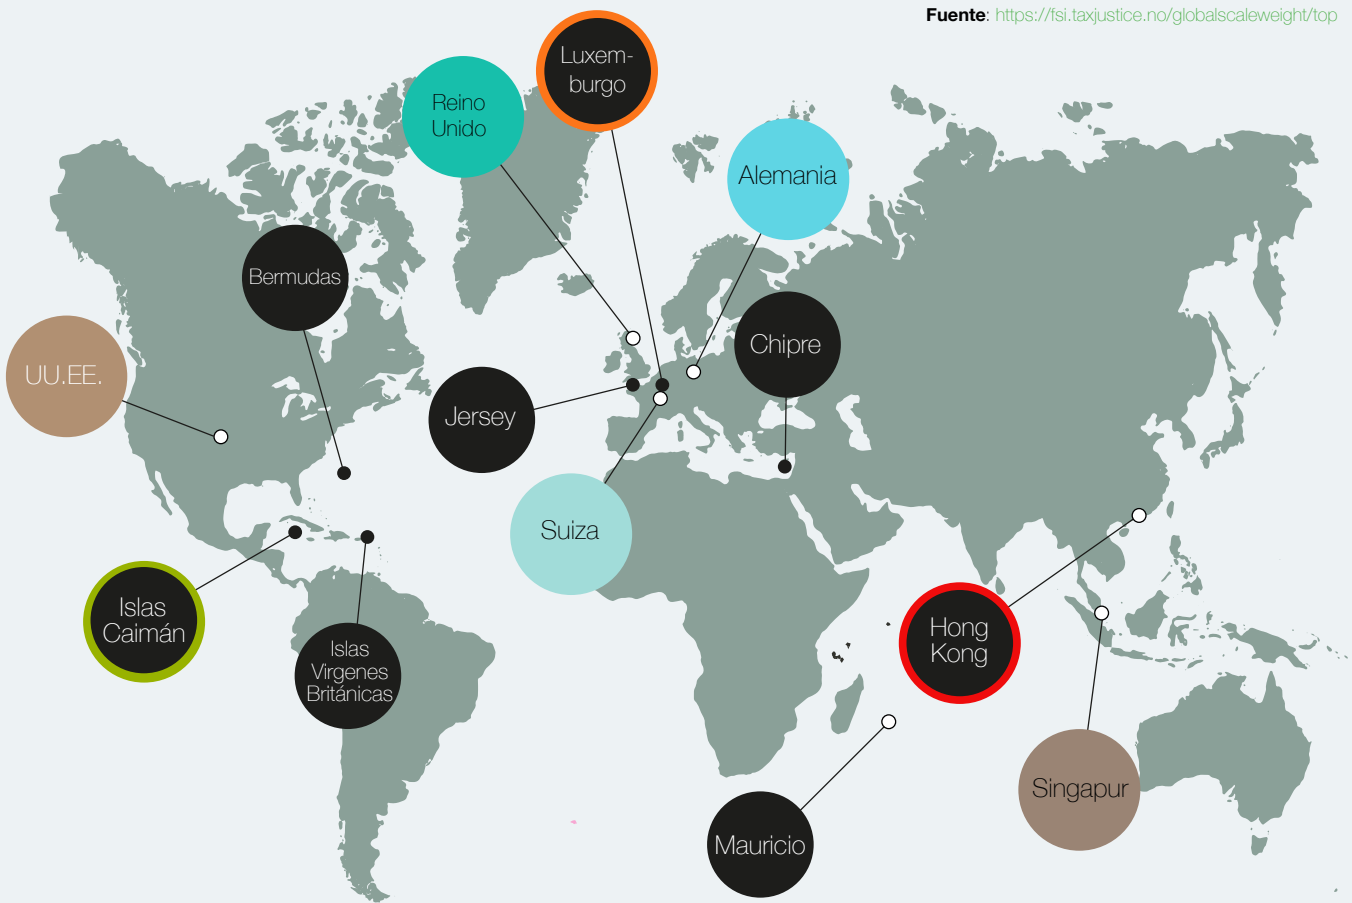 Fuente: https://fsi.taxjustice.no/globalscaleweight/top
Luxem-
burgo
Reino
Unido
Alemania
Bermudas
Chipre
UU.EE.
Jersey
Suiza
Islas
Caimán
Islas
Virgenes
Británicas
Hong
Kong
Singapur
Mauricio